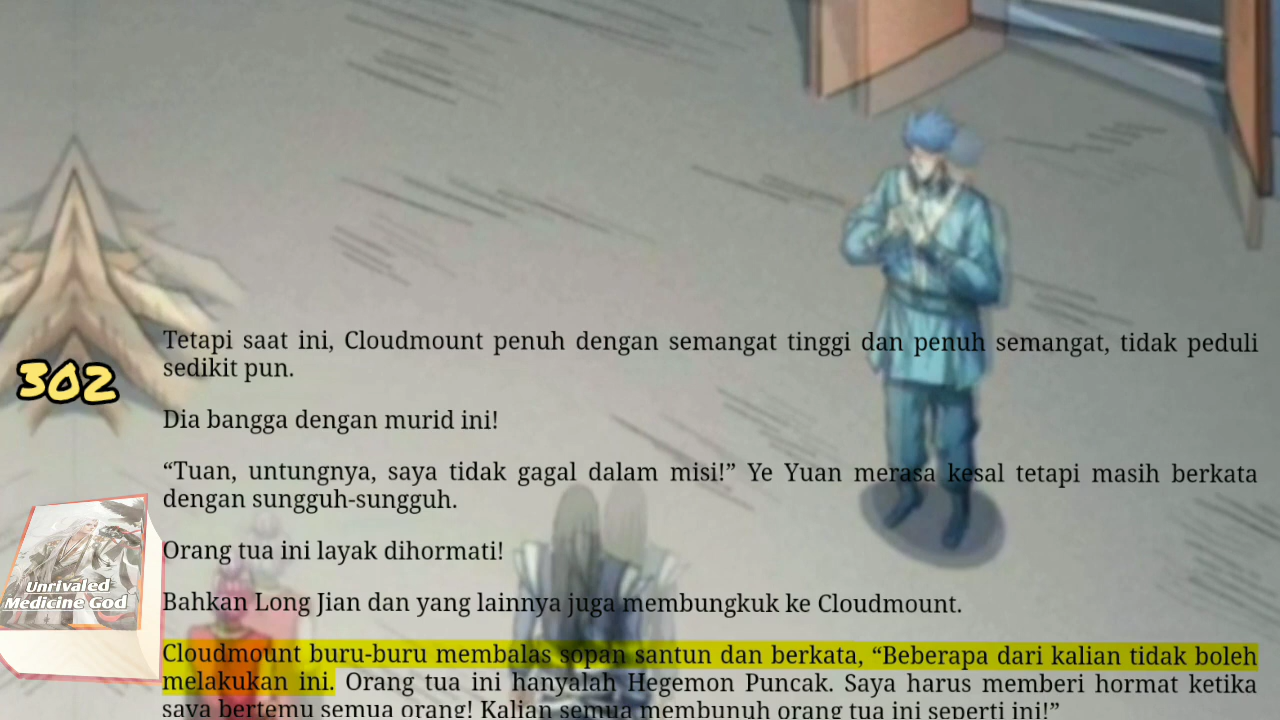 Tetapi saat ini, Cloudmount penuh dengan semangat tinggi dan penuh semangat, tidak peduli
sedikit pun.
302
Dia bangga dengan murid ini!
“Tuan, untungnya, saya tidak gagal dalam misi!” Ye Yuan merasa kesal tetapi masih berkata
dengan sungguh-sungguh.
Orang tua ini layak dihormati!
Unrivaled
Medicine God
Bahkan Long Jian dan yang lainnya juga membungkuk ke Cloudmount.
Cloudmount buru-buru membalas sopan santun dan berkata, “Beberapa dari kalian tidak boleh
melakukan ini. Orang tua ini hanyalah Hegemon Puncak. Saya harus memberi hormat ketika
saya bertemu semua orang! Kalian semua membunuh orang tua ini seperti ini!”